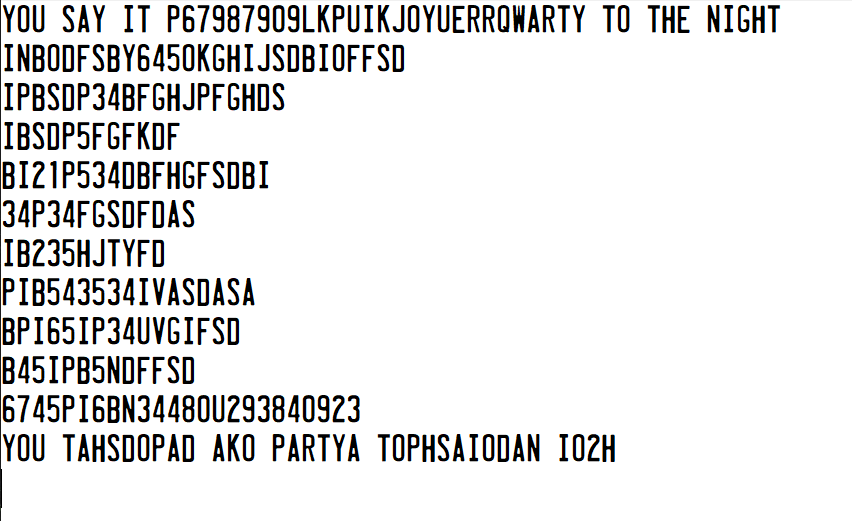 YOU SAY IT P67987909LKPUIKJOYUERRQWARTY TO THE NIGHT
INBODFSBY6450KGHIJSDBIOFFSD
IPBSDP34BFGHJPFGHDS
IBSDP5FGFKDF
BI21P534DBFHGFSDBI
34P34FGSDFDAS
IB235HJTYFD
PIB543534IVASDASA
BPI65IP34UVGIFSD
B45IPB5NDFFSD
6745PI6BN34480U293840923
YOU TAHSDOPAD AKO PARTYA TOPHSAIODAN IO2H